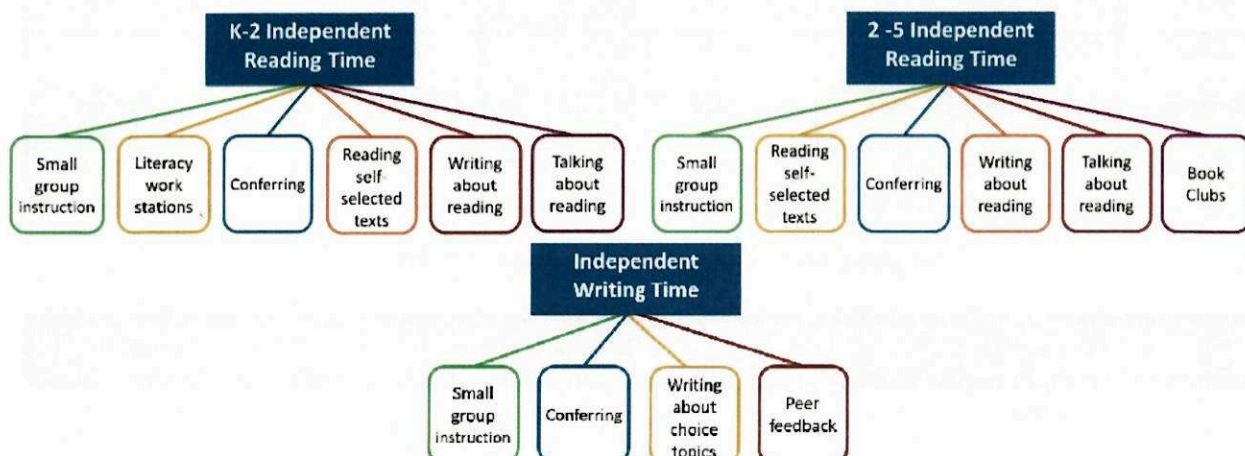 K-2 Independent
Reading Time
Small
group
instruction
Literacy
work
stations
Conferring
Reading
self-
selected
texts
Writing
about
reading
Talking
about
reading
2 -5 Independent
Reading Time
Small
group
instruction
Reading
self-
selected
texts
Conferring
Writing
about
reading
Talking
about
reading
Book
Clubs
Independent
Writing Time
Small
group
instruction
Conferring
Writing
about
choice
topics
Peer
feedback